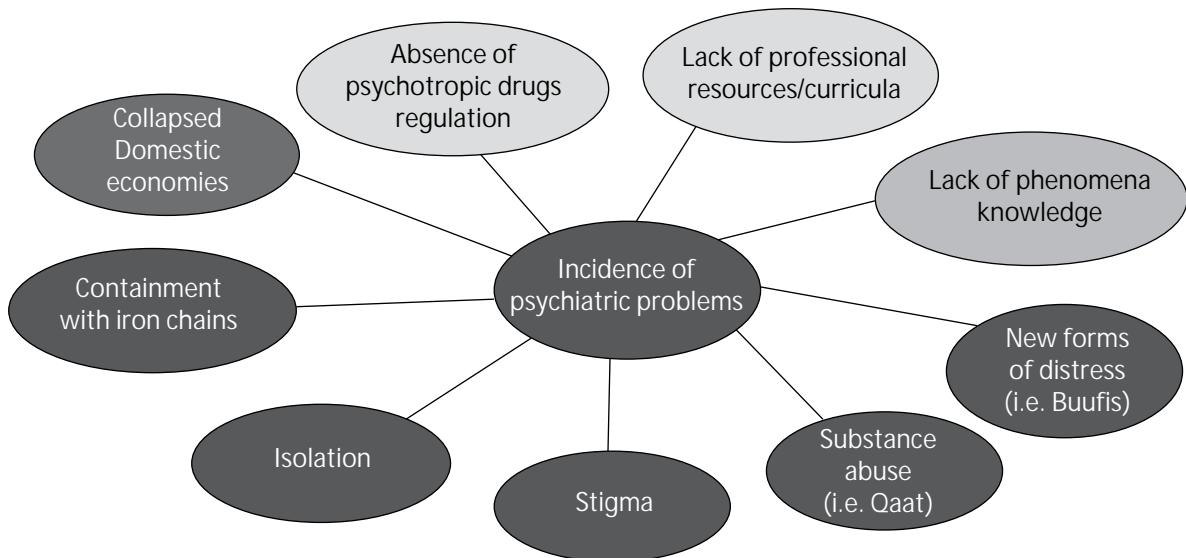 Absence of
psychotropic drugs
regulation
Lack of professional
resources/curricula
Collapsed
Domestic
economies
Lack of phenomena
knowledge
Incidence of
psychiatric problems
Containment
with iron chains
New forms
of distress
(i.e. Buufis)
Isolation
Stigma
Substance
abuse
(i.e. Qaat)